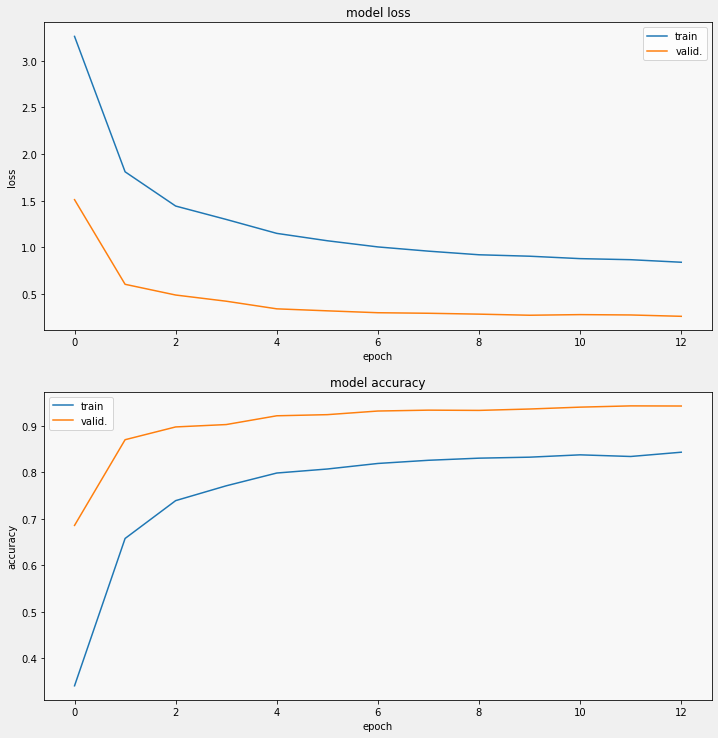 model loss
train
valid.
3.0
2.5
2.0
1.5
1.0
0.5
loss
0 2 4 6 8 10 12
epoch
model accuracy
train
valid.
0.9
0.8
0.7
0.6
0.5
0.4
accuracy
0 2 4 6 8 10 12
epoch